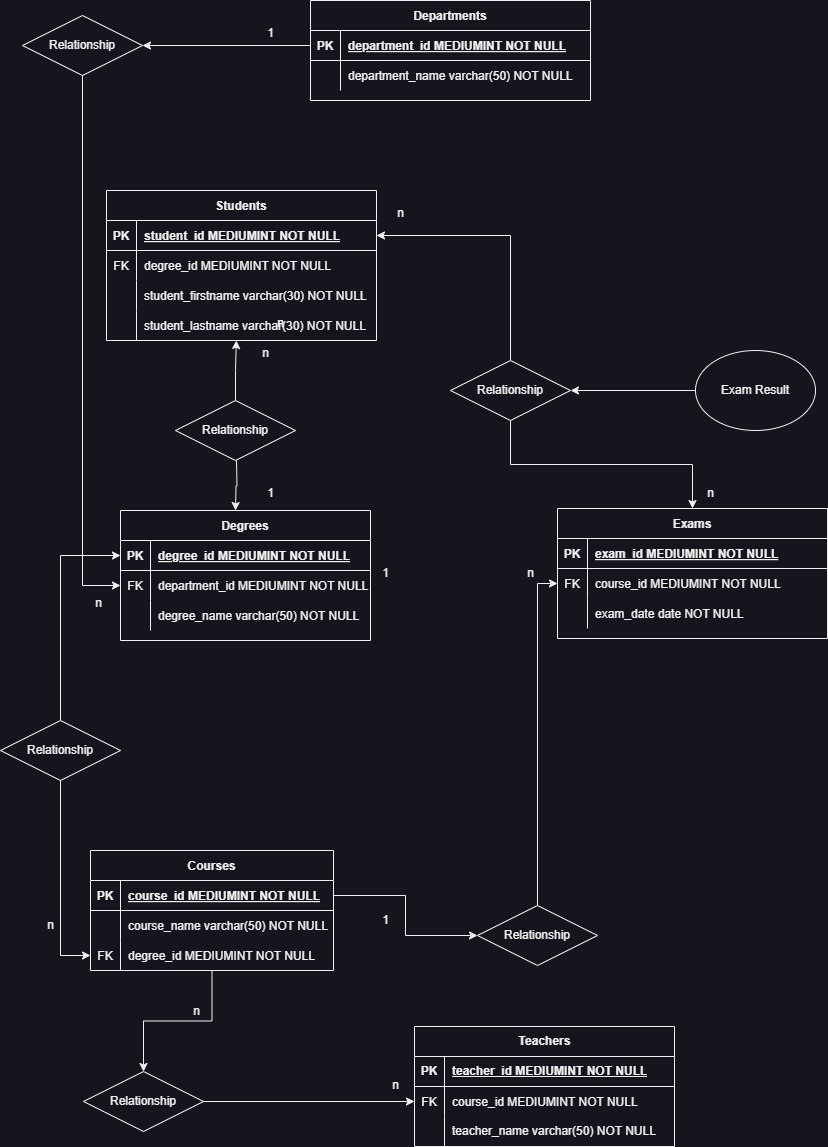 Departments
Relationship
1
PK department_id MEDIUMINT NOT NULL
department_name varchar(50) NOT NULL
Students
n
PK student_id MEDIUMINT NOT NULL
FK degree_id MEDIUMINT NOT NULL
student_firstname varchar(30) NOT NULL
student_lastname varchar(30) NOT NULL
n
n
Relationship
Exam Result
Relationship
1
n
Degrees
Exams
PK degree_id MEDIUMINT NOT NULL
PK exam_id MEDIUMINT NOT NULL
1
n
FK department_id MEDIUMINT NOT NULL
FK course_id MEDIUMINT NOT NULL
n
degree_name varchar(50) NOT NULL
exam_date date NOT NULL
Relationship
Courses
PK course_id MEDIUMINT NOT NULL
1
n
course_name varchar(50) NOT NULL
Relationship
FK degree_id MEDIUMINT NOT NULL
n
Teachers
PK teacher_id MEDIUMINT NOT NULL
n
Relationship
FK course_id MEDIUMINT NOT NULL
teacher_name varchar(50) NOT NULL